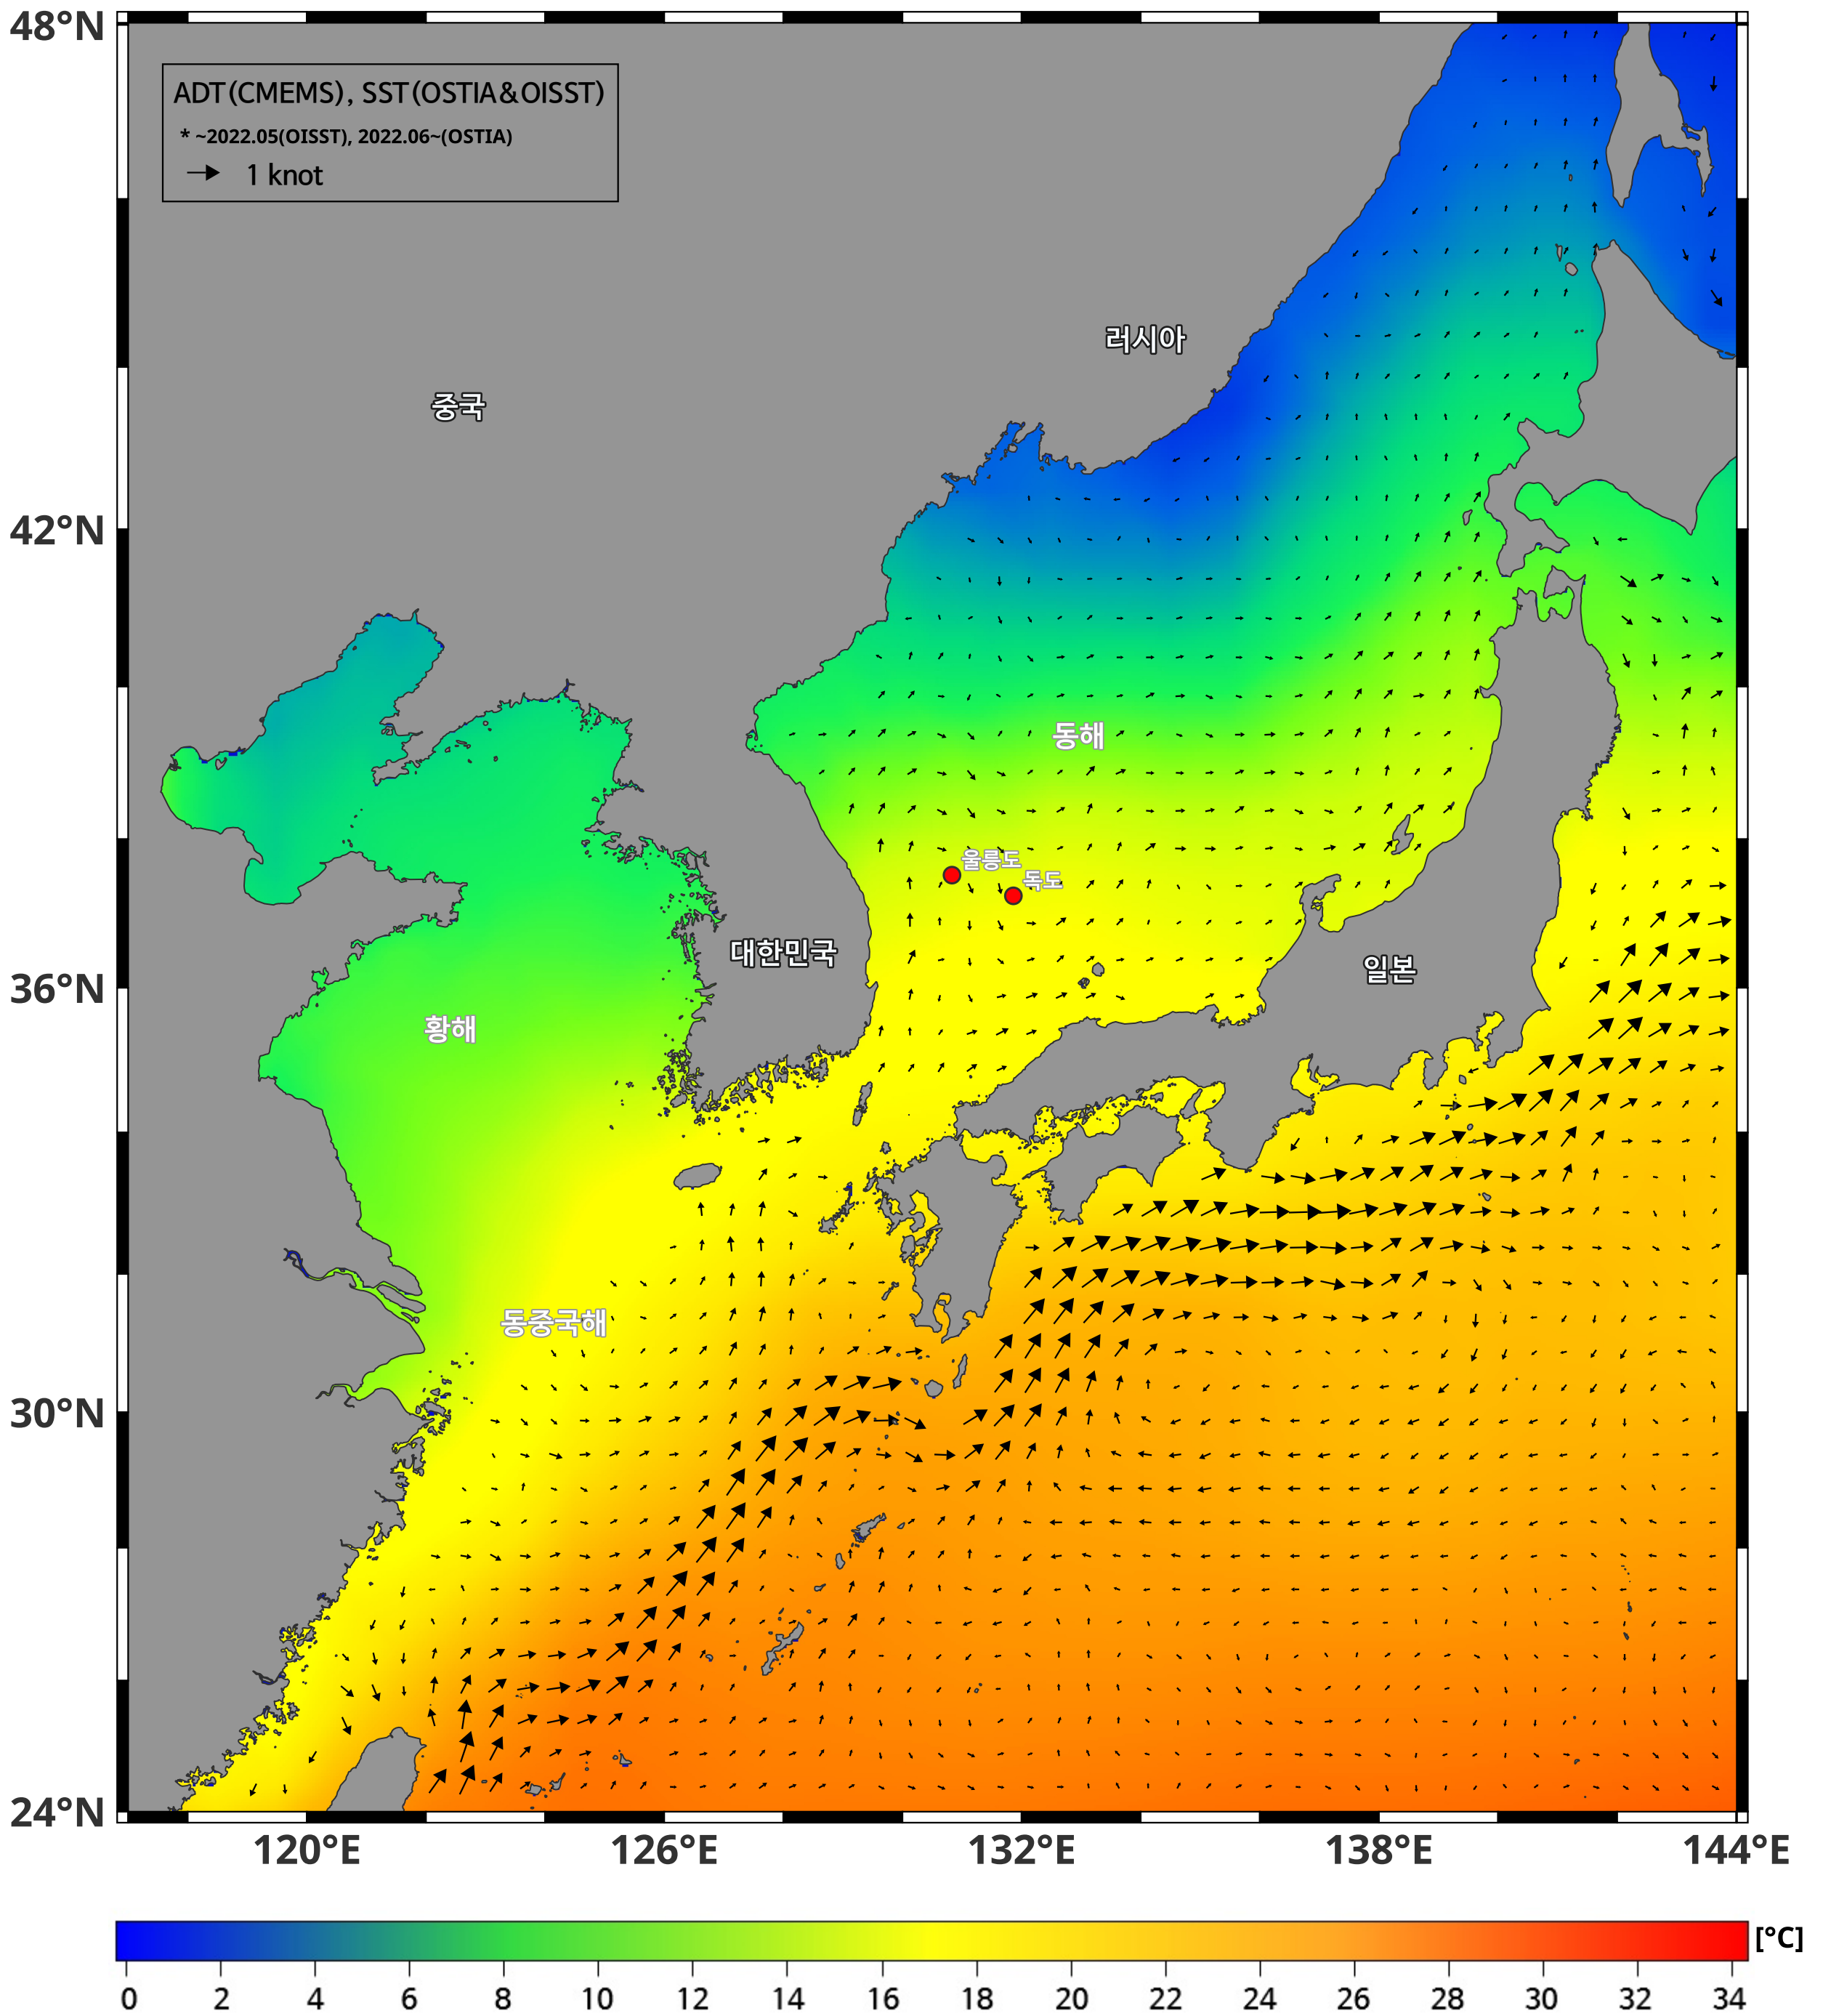 48°N
ADT(CMEMS), SST(OSTIA&OISST)
* ~2022.05(OISST), 2022.06~(OSTIA)
1 knot
러시아
중국
42°N
동해
울릉도
독도
대한민국
일본
36°N
황해
동중국해
30°N
24°N
120°E 126°E 132°E 138°E 144°E
[°C]
0 2 4 6 8 10 12 14 16 18 20 22 24 26 28 30 32 34